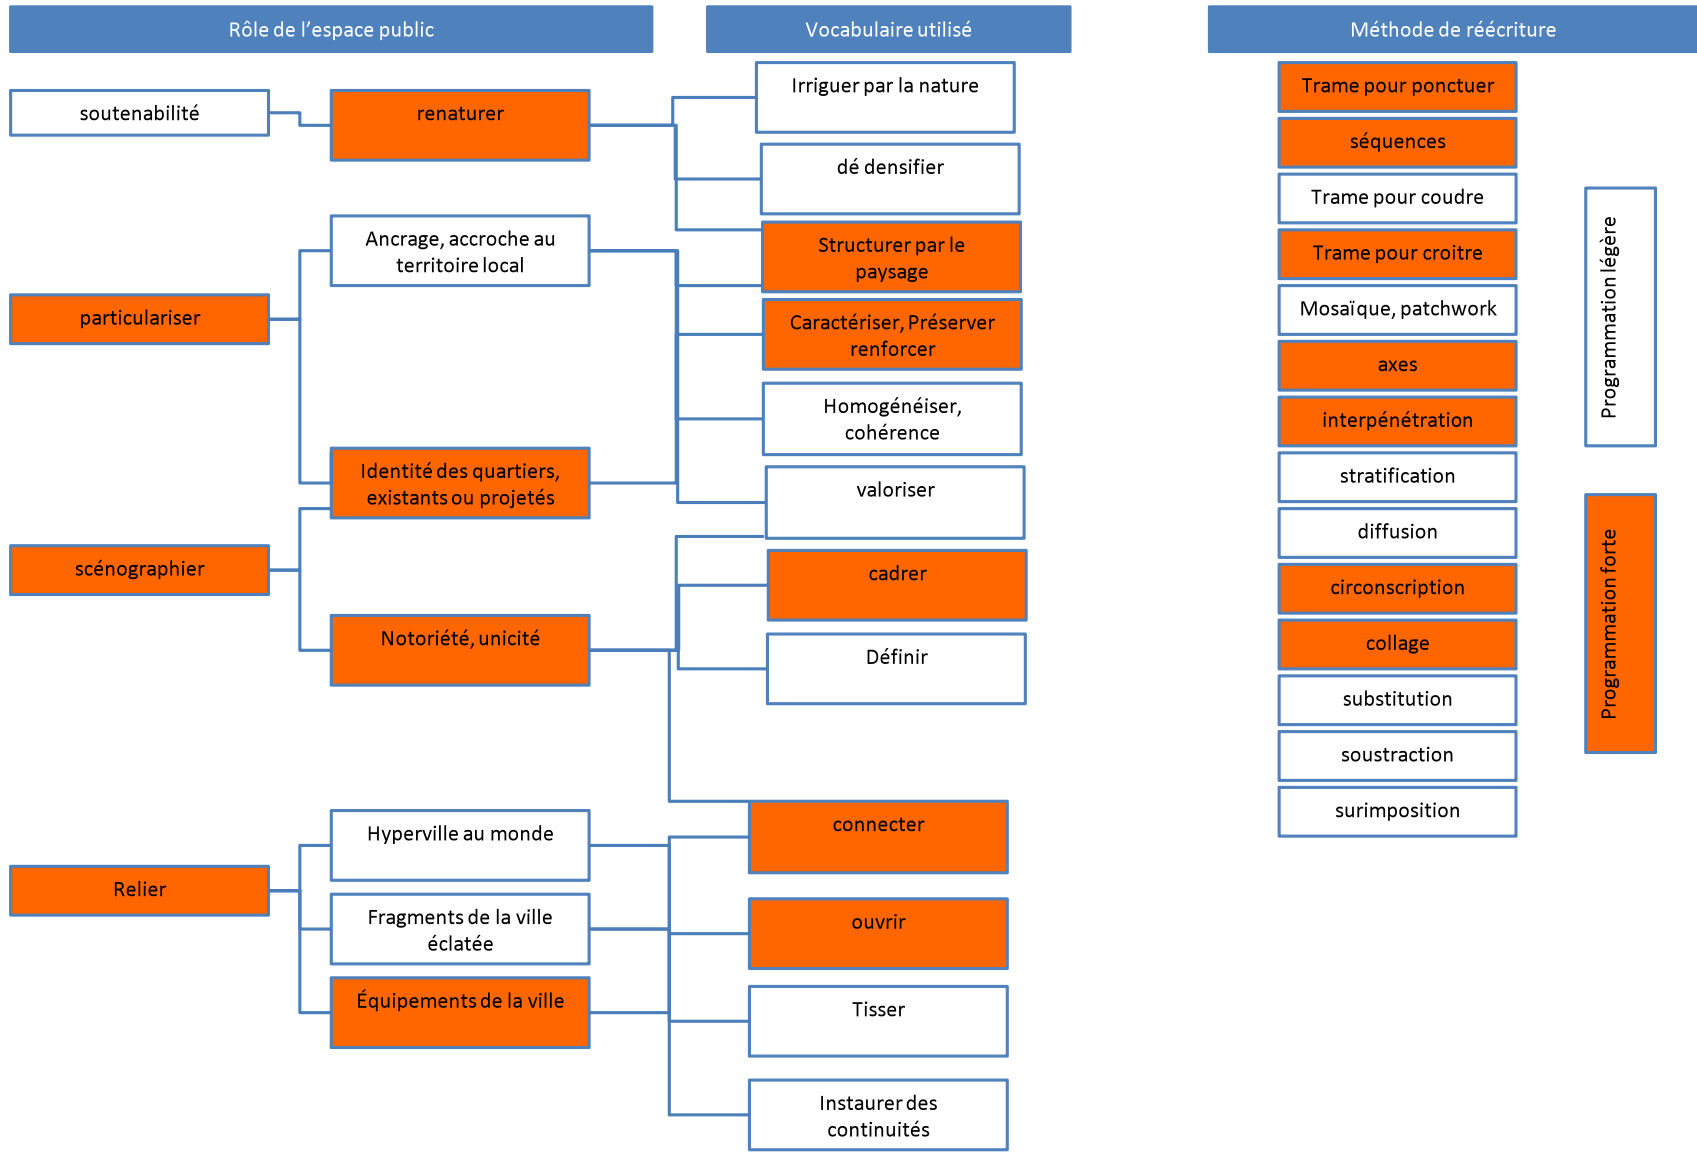 Rôle de l'espace public
Vocabulaire utilisé
Méthode de réécriture
soutenabilité
renaturer
particulariser
Ancrage, accroche au
territoire local
Identité des quartiers,
existants ou projetés
scénographier
Notoriété, unicité
Relier
Hyperville au monde
Fragments de la ville
éclatée
Équipements de la ville
Irriguer par la nature
dé densifier
Structurer par le
paysage
Caractériser, Préserver
renforcer
Homogénéiser,
cohérence
valoriser
cadrer
Définir
connecter
ouvrir
Tisser
Instaurer des
continuités
Trame pour ponctuer
séquences
Trame pour coudre
Trame pour croitre
Mosaïque, patchwork
axes
interpénétration
stratification
diffusion
circonscription
collage
substitution
soustraction
surimposition
Programmation légère
Programmation forte